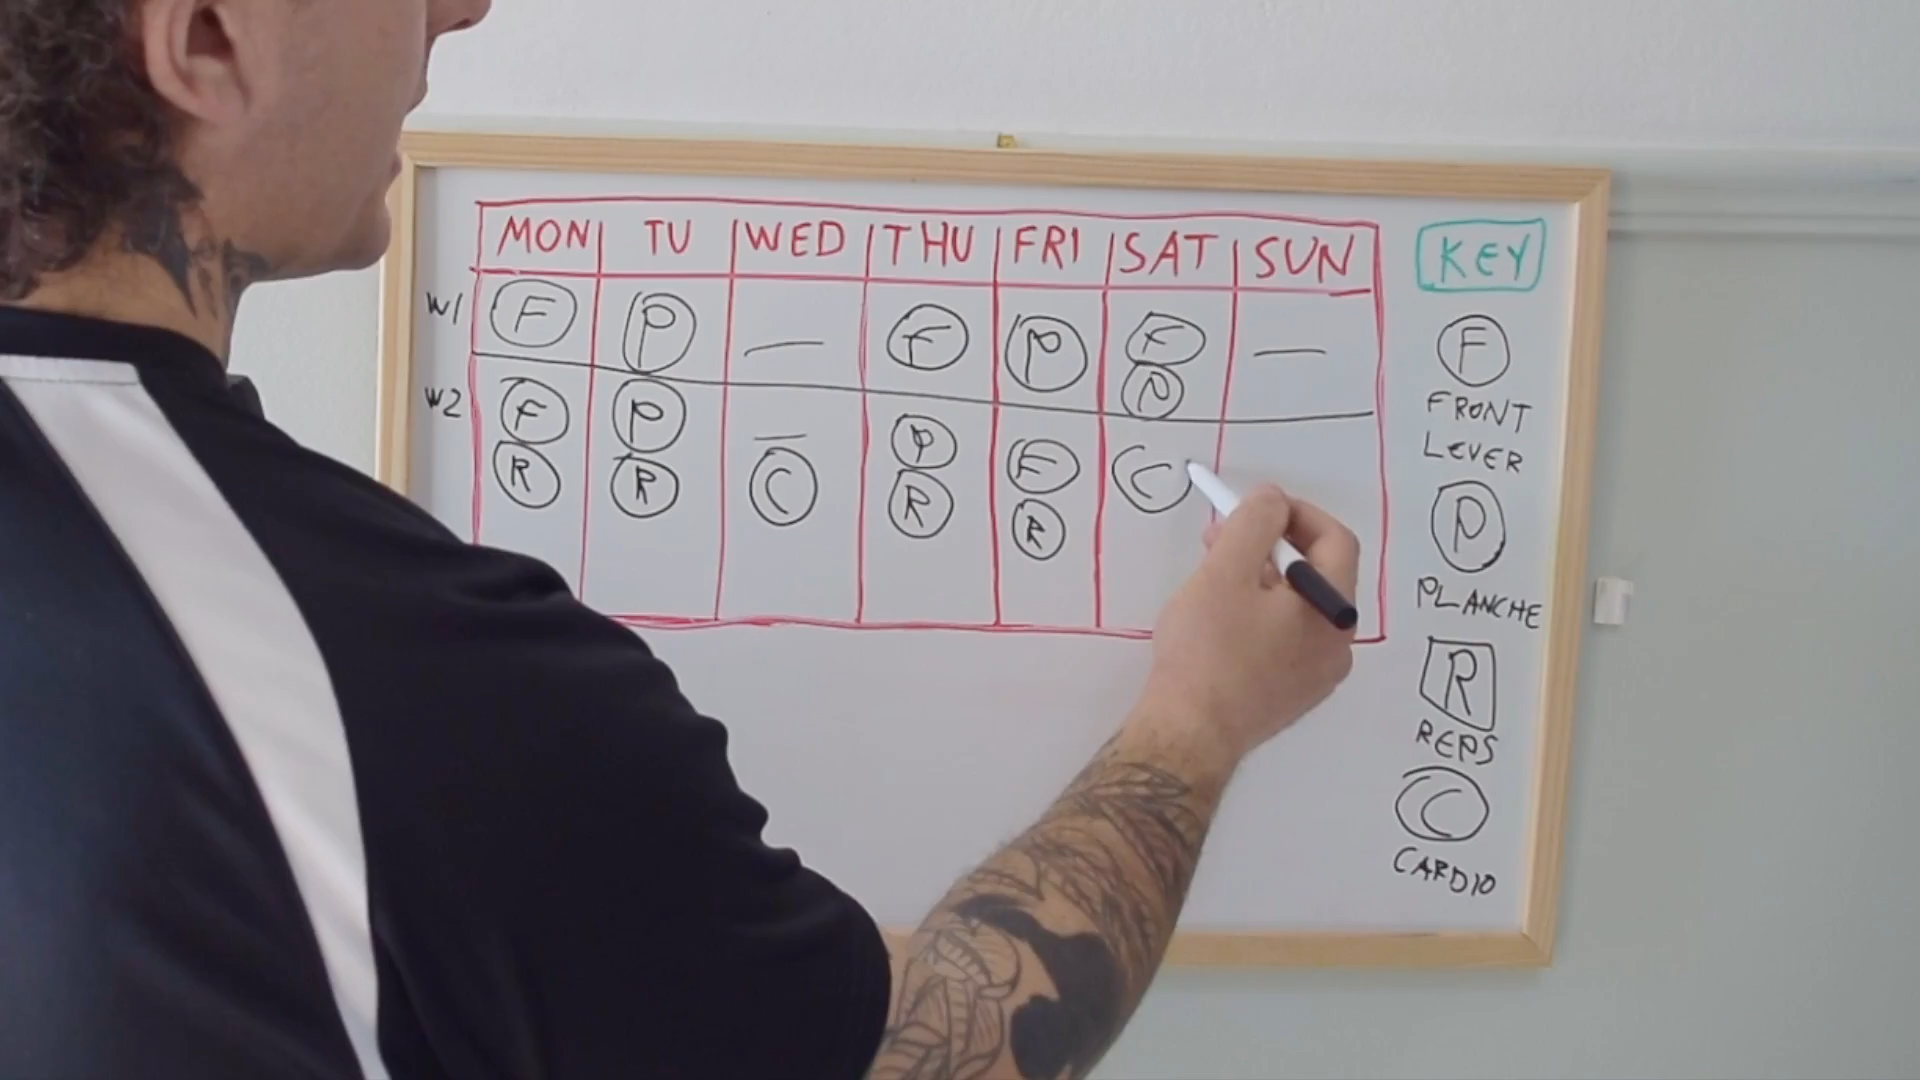 MON TU WED THU FRI SAT SUN
W1 F P — F P F —
P
W2 F P — P F C
R R C R R
KEY
F
FRONT
LEVER
P
PLANCHE
R
REPS
C
CARDIO